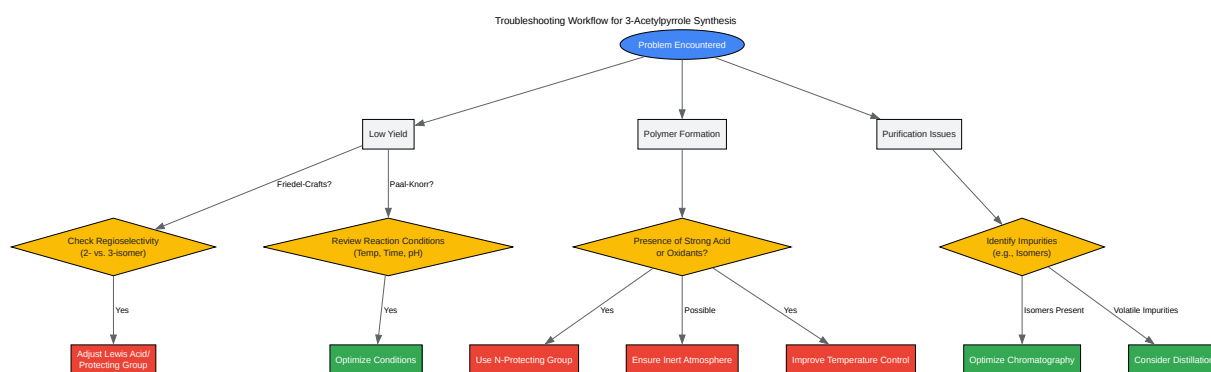 Troubleshooting Workflow for 3-Acetylpyrrole Synthesis
Problem Encountered
Low Yield
Polymer Formation
Purification Issues
Friedel-Crafts?
Paal-Knorr?
Check Regioselectivity
(2- vs. 3-isomer)
Review Reaction Conditions
(Temp, Time, pH)
Presence of Strong Acid
or Oxidants?
Identify Impurities
(e.g., Isomers)
Yes
Yes
Yes
Possible
Yes
Isomers Present
Volatile Impurities
Adjust Lewis Acid/
Protecting Group
Optimize Conditions
Use N-Protecting Group
Ensure Inert Atmosphere
Improve Temperature Control
Optimize Chromatography
Consider Distillation